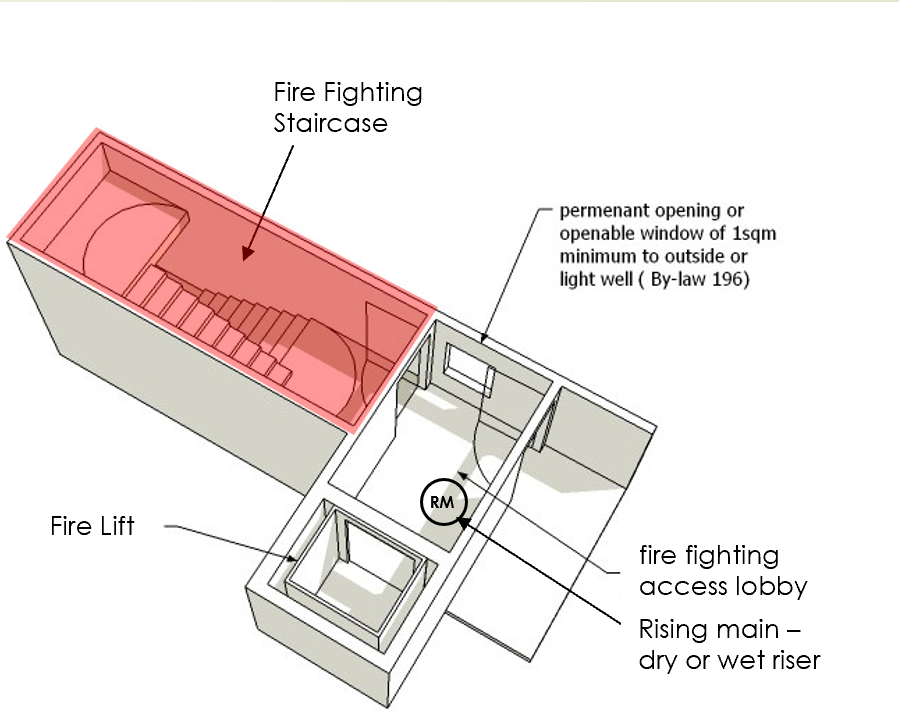 Fire Fighting
Staircase
permenant opening or
openable window of 1sqm
minimum to outside or
light well ( By-law 196)
RM
Fire Lift
fire fighting
access lobby
Rising main –
dry or wet riser